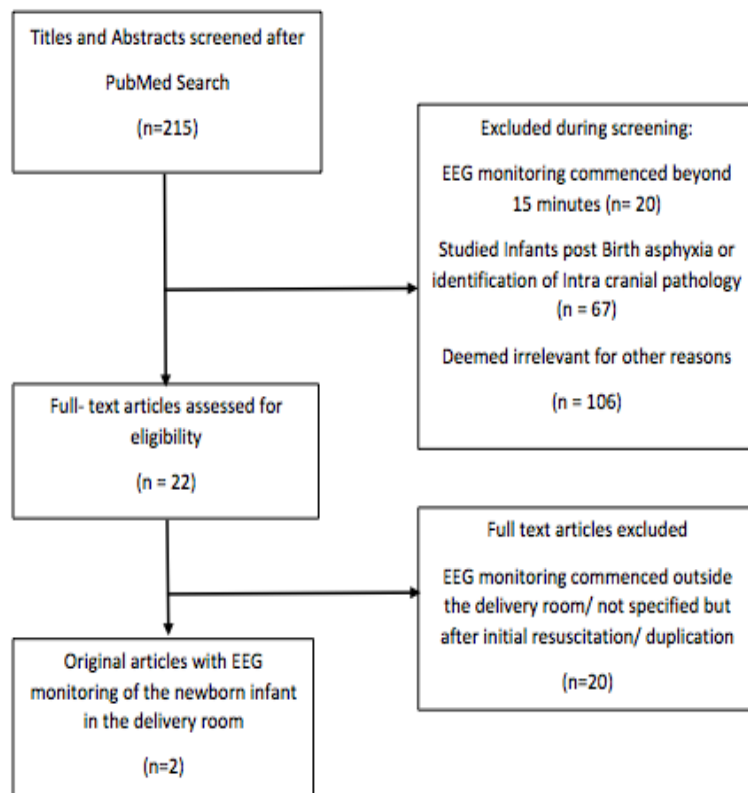 Titles and Abstracts screened after
PubMed Search
(n=215)
Excluded during screening:
EEG monitoring commenced beyond
15 minutes (n= 20)
Studied Infants post Birth asphyxia or
identification of Intra cranial pathology
(n = 67)
Deemed irrelevant for other reasons
(n = 106)
Full- text articles assessed for
eligibility
(n = 22)
Full text articles excluded
EEG monitoring commenced outside
the delivery room/ not specified but
after initial resuscitation/ duplication
(n=20)
Original articles with EEG
monitoring of the newborn infant
in the delivery room
(n=2)